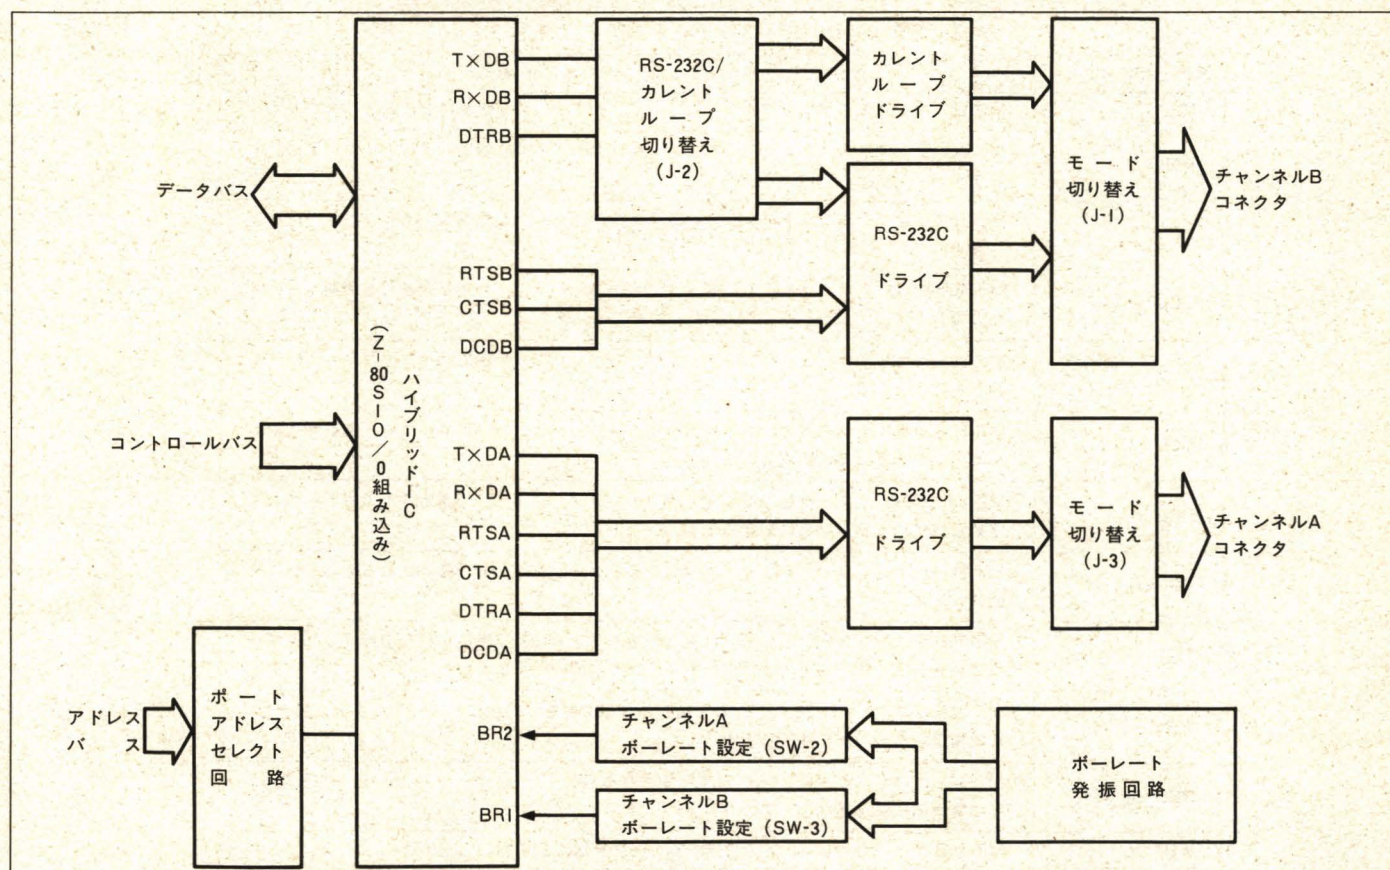 TxDB
RxDB
DTRB
RS-232C/
カレント
ループ
切り替え
(J-2)
カレント
ループ
ドライブ
データバス
RS-232C
ドライブ
モード
切り替え
(J-1)
チャンネルB
コネクタ
RTSB
CTSB
DCDB
ハイブリッドIC
(Z-80SIO/0組み込み)
コントロールバス
TxDA
RxDA
RTSA
CTSA
DTRA
DCDA
RS-232C
ドライブ
モード
切り替え
(J-3)
チャンネルA
コネクタ
アドレス
バス
ポート
アドレス
セレクト
回路
BR2
チャンネルA
ボーレート設定(SW-2)
BR1
チャンネルB
ボーレート設定(SW-3)
ボーレート
発振回路